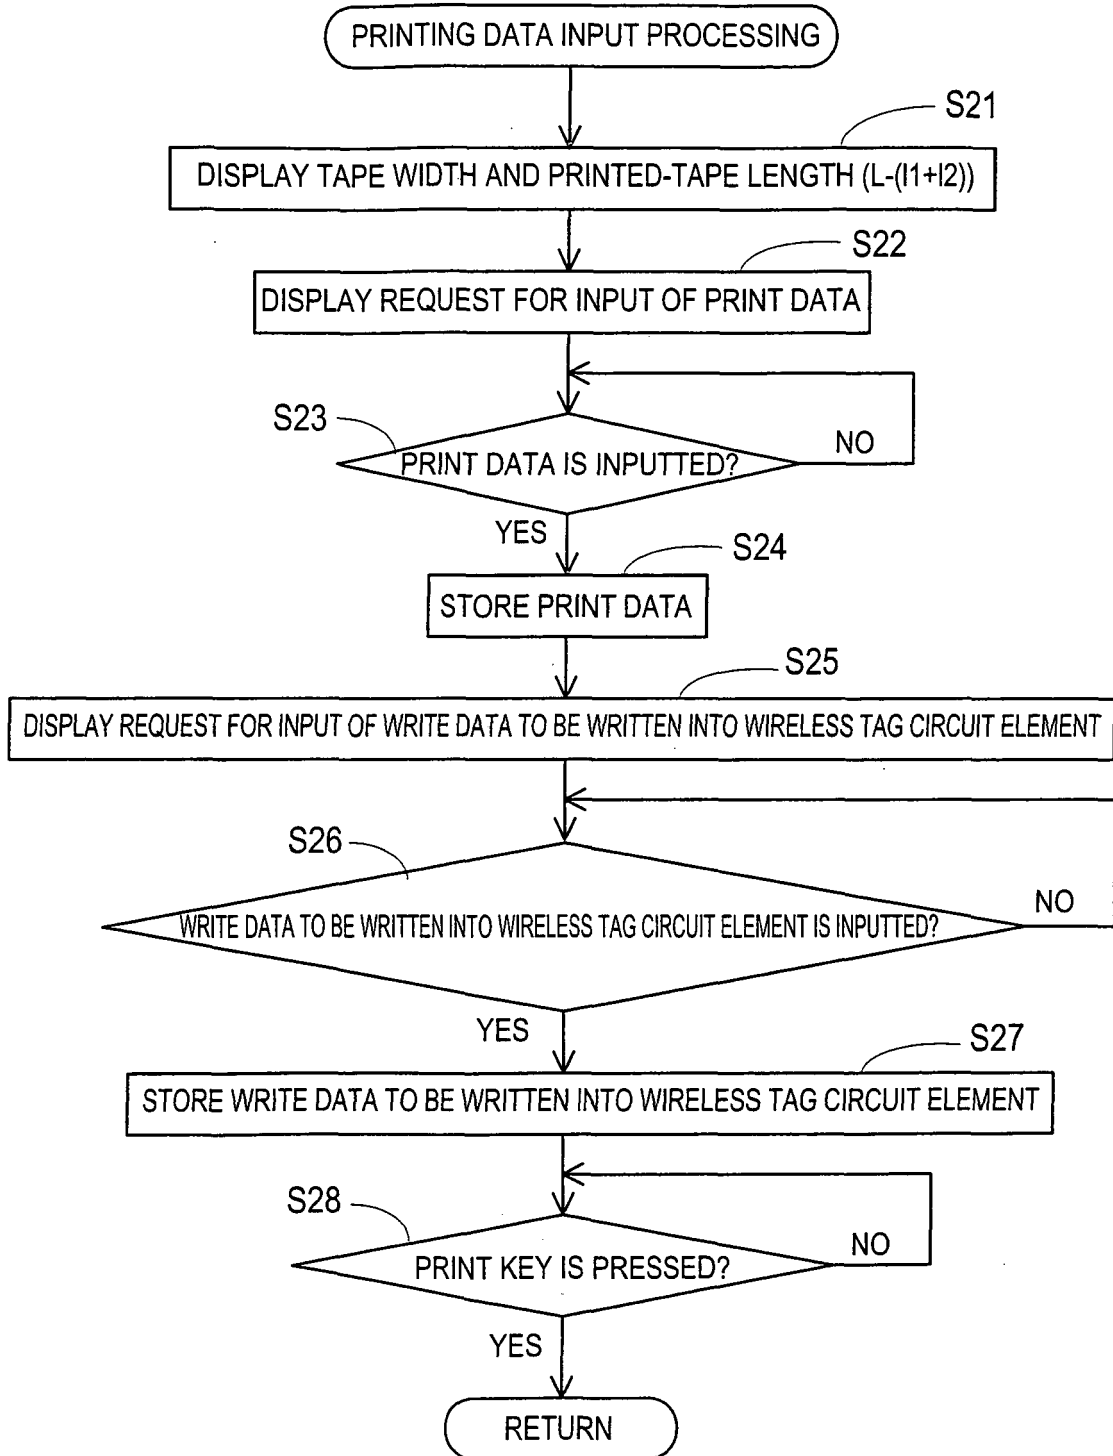 PRINTING DATA INPUT PROCESSING
S21
DISPLAY TAPE WIDTH AND PRINTED-TAPE LENGTH (L-(l1+l2))
S22
DISPLAY REQUEST FOR INPUT OF PRINT DATA
S23
PRINT DATA IS INPUTTED?
NO
YES
S24
STORE PRINT DATA
S25
DISPLAY REQUEST FOR INPUT OF WRITE DATA TO BE WRITTEN INTO WIRELESS TAG CIRCUIT ELEMENT
S26
NO
WRITE DATA TO BE WRITTEN INTO WIRELESS TAG CIRCUIT ELEMENT IS INPUTTED?
YES
S27
STORE WRITE DATA TO BE WRITTEN INTO WIRELESS TAG CIRCUIT ELEMENT
S28
NO
PRINT KEY IS PRESSED?
YES
RETURN